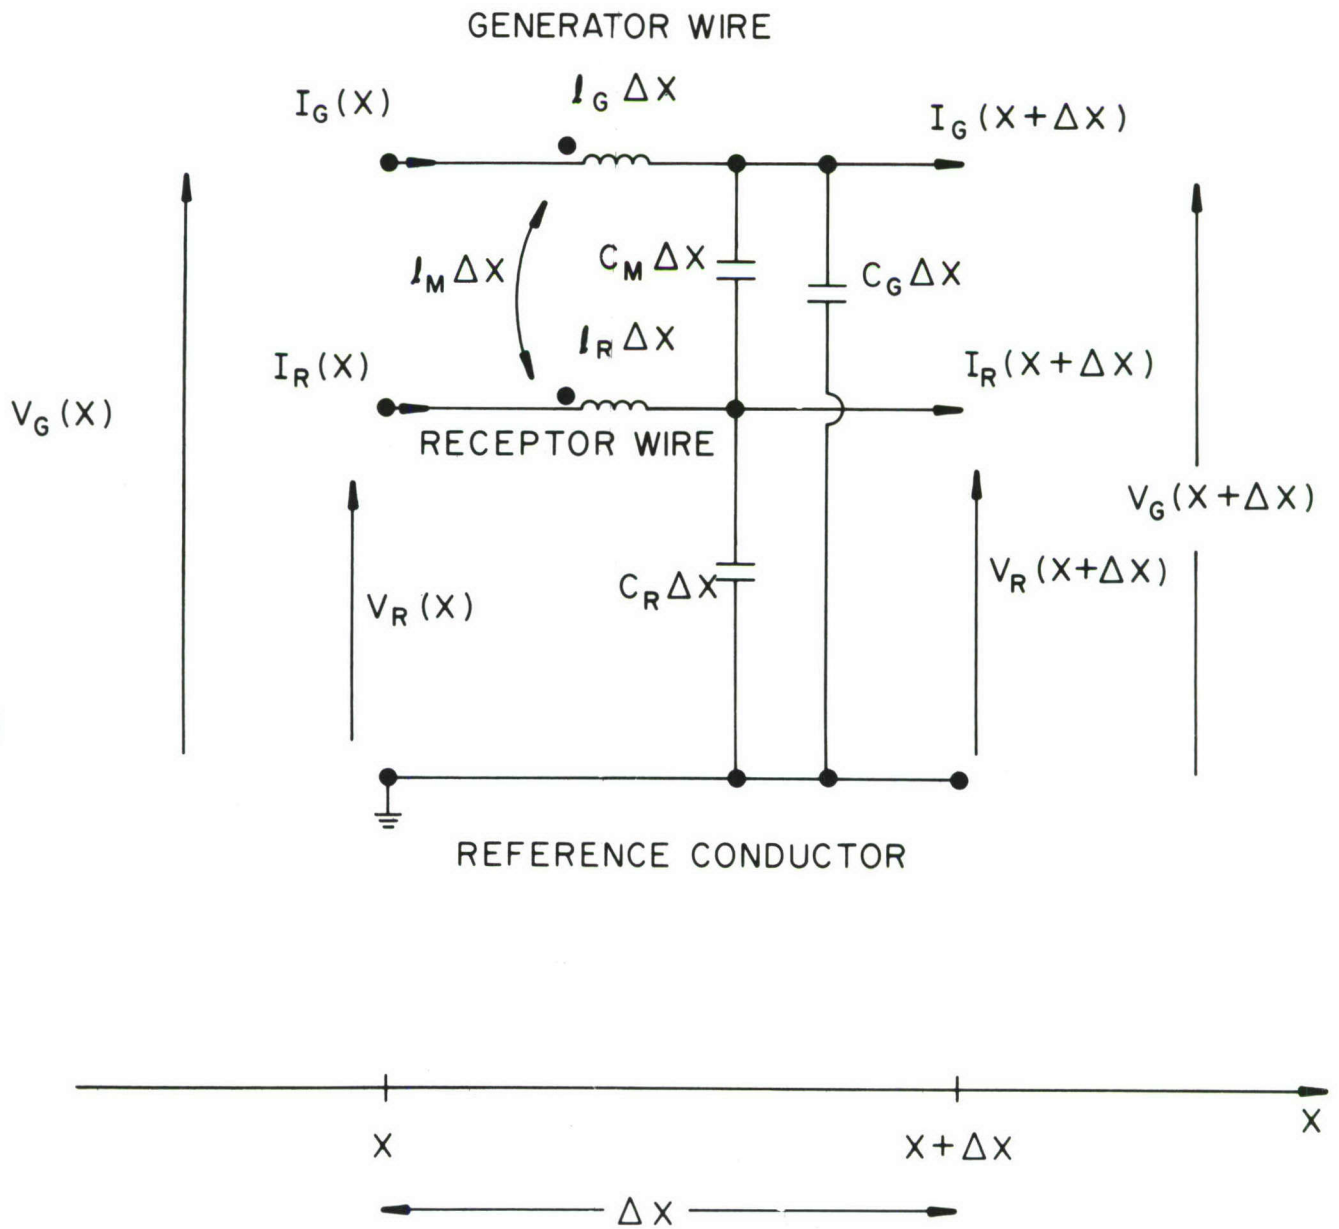 GENERATOR WIRE
l_G ΔX
I_G (X)
I_G (X+ΔX)
C_M ΔX
C_G ΔX
l_M ΔX
l_R ΔX
I_R (X)
I_R (X+ΔX)
V_G (X)
RECEPTOR WIRE
V_G (X+ΔX)
V_R (X+ΔX)
C_R ΔX
V_R (X)
REFERENCE CONDUCTOR
X
X
X+ΔX
ΔX